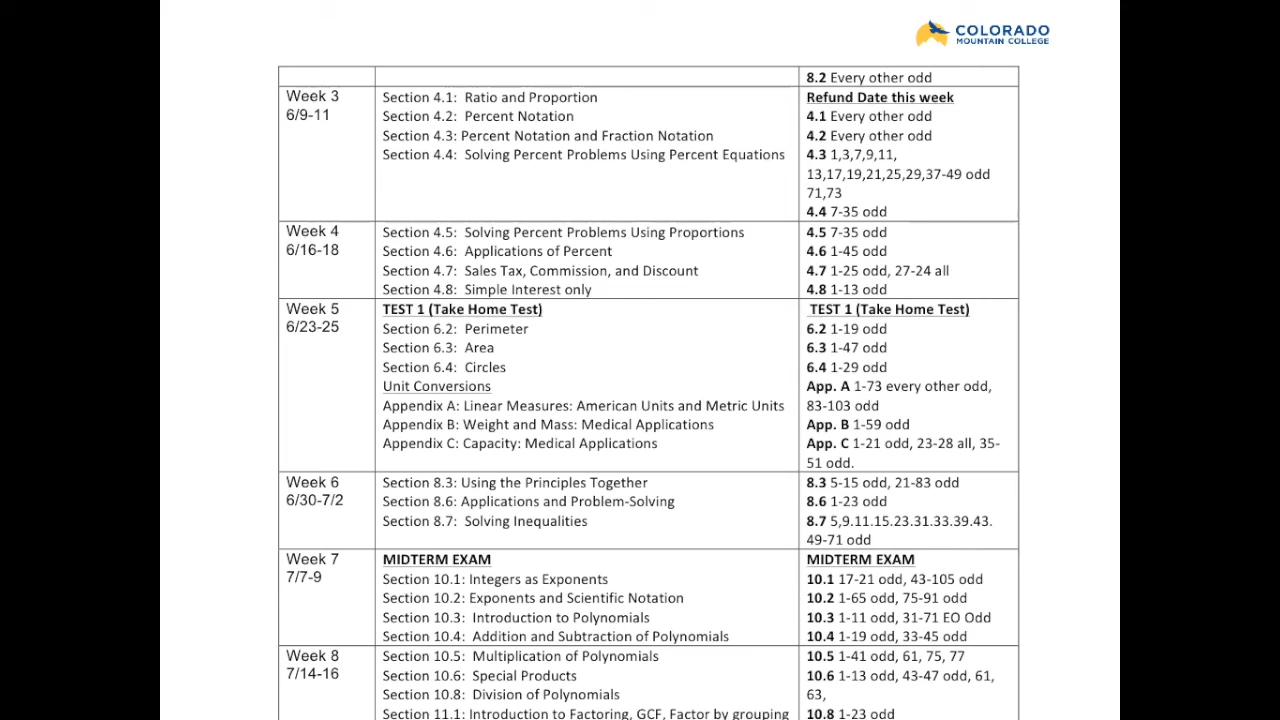 COLORADO
MOUNTAIN COLLEGE
8.2 Every other odd
Week 3
6/9-11
Section 4.1: Ratio and Proportion
Section 4.2: Percent Notation
Section 4.3: Percent Notation and Fraction Notation
Section 4.4: Solving Percent Problems Using Percent Equations
Refund Date this week
4.1 Every other odd
4.2 Every other odd
4.3 1,3,7,9,11,
13,17,19,21,25,29,37-49 odd
71,73
4.4 7-35 odd
Week 4
6/16-18
Section 4.5: Solving Percent Problems Using Proportions
Section 4.6: Applications of Percent
Section 4.7: Sales Tax, Commission, and Discount
Section 4.8: Simple Interest only
4.5 7-35 odd
4.6 1-45 odd
4.7 1-25 odd, 27-24 all
4.8 1-13 odd
Week 5
6/23-25
TEST 1 (Take Home Test)
Section 6.2: Perimeter
Section 6.3: Area
Section 6.4: Circles
Unit Conversions
Appendix A: Linear Measures: American Units and Metric Units
Appendix B: Weight and Mass: Medical Applications
Appendix C: Capacity: Medical Applications
TEST 1 (Take Home Test)
6.2 1-19 odd
6.3 1-47 odd
6.4 1-29 odd
App. A 1-73 every other odd,
83-103 odd
App. B 1-59 odd
App. C 1-21 odd, 23-28 all, 35-
51 odd.
Week 6
6/30-7/2
Section 8.3: Using the Principles Together
Section 8.6: Applications and Problem-Solving
Section 8.7: Solving Inequalities
8.3 5-15 odd, 21-83 odd
8.6 1-23 odd
8.7 5,9.11.15.23.31.33.39.43.
49-71 odd
Week 7
7/7-9
MIDTERM EXAM
Section 10.1: Integers as Exponents
Section 10.2: Exponents and Scientific Notation
Section 10.3: Introduction to Polynomials
Section 10.4: Addition and Subtraction of Polynomials
MIDTERM EXAM
10.1 17-21 odd, 43-105 odd
10.2 1-65 odd, 75-91 odd
10.3 1-11 odd, 31-71 EO Odd
10.4 1-19 odd, 33-45 odd
Week 8
7/14-16
Section 10.5: Multiplication of Polynomials
Section 10.6: Special Products
Section 10.8: Division of Polynomials
Section 11.1: Introduction to Factoring, GCF, Factor by grouping
10.5 1-41 odd, 61, 75, 77
10.6 1-13 odd, 43-47 odd, 61,
63,
10.8 1-23 odd